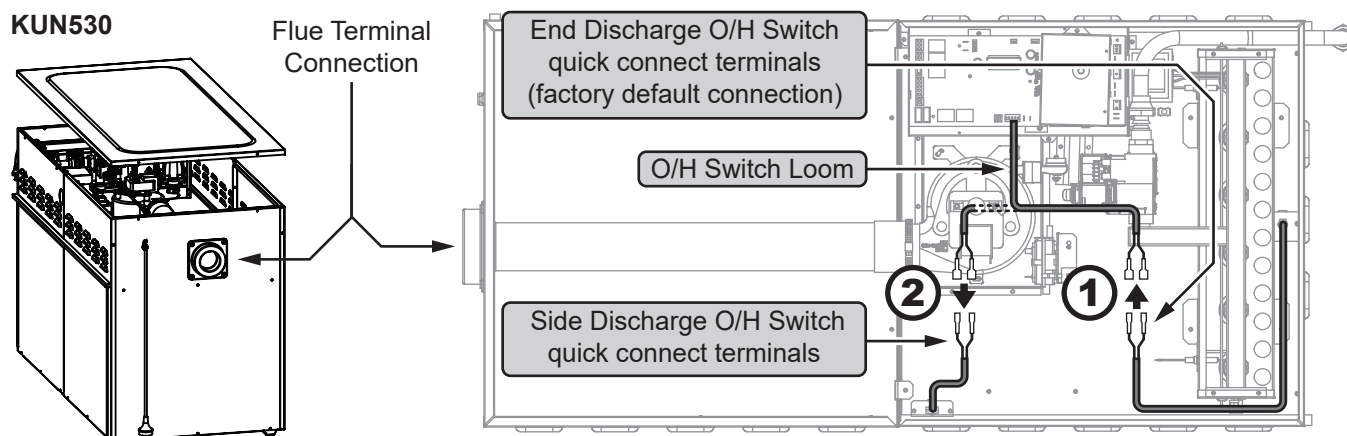 KUN530
Flue Terminal
Connection
End Discharge O/H Switch
quick connect terminals
(factory default connection)
O/H Switch Loom
2
1
Side Discharge O/H Switch
quick connect terminals